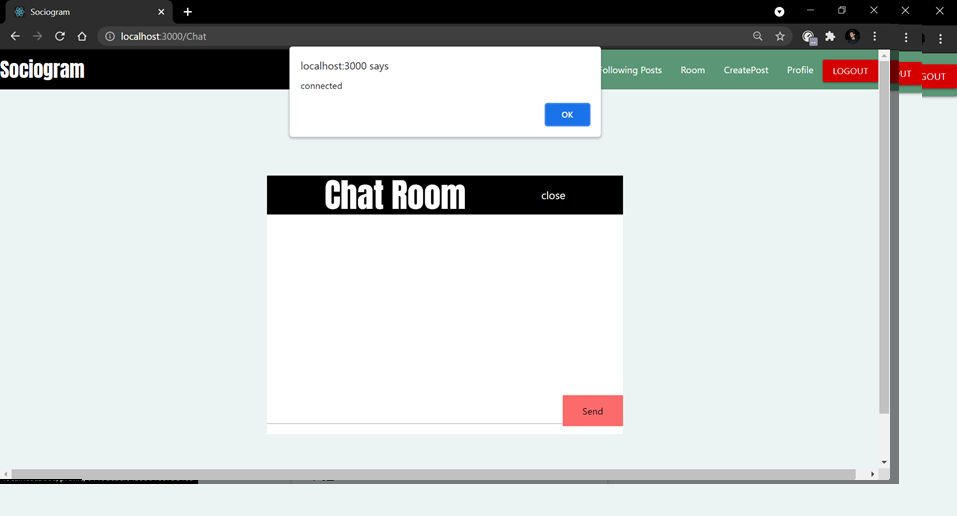 Sociogram
localhost:3000/Chat
Sociogram
localhost:3000 says
connected
OK
Following Posts
Room
CreatePost
Profile
LOGOUT
OUT
GOUT
Chat Room
close
Send